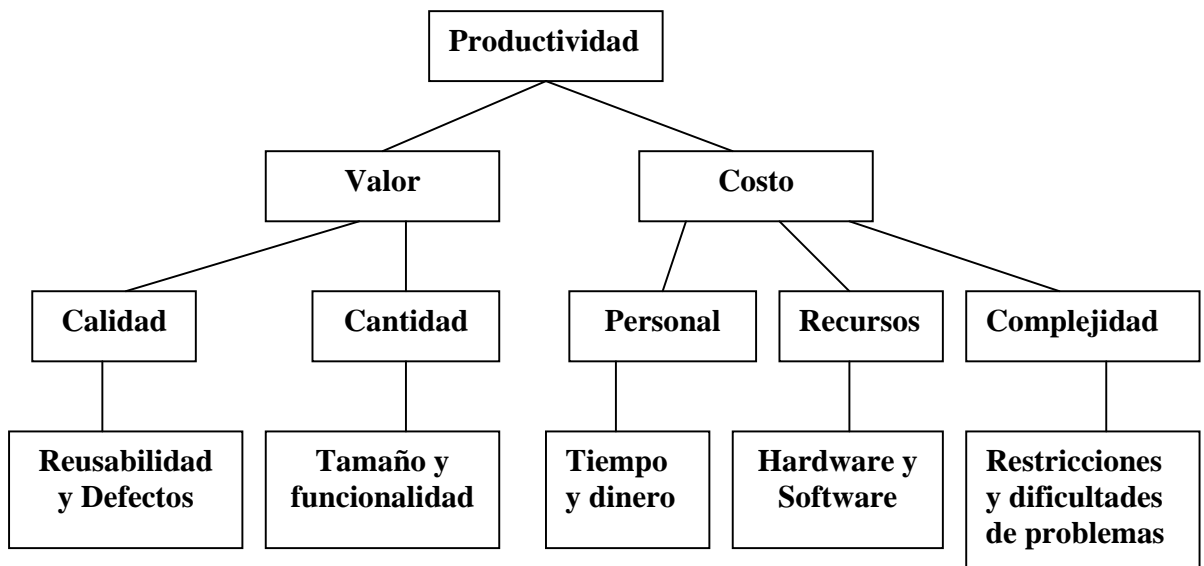 Productividad
Valor
Costo
Calidad
Cantidad
Personal
Recursos
Complejidad
Reusabilidad
y Defectos
Tamaño y
funcionalidad
Tiempo
y dinero
Hardware y
Software
Restricciones
y dificultades
de problemas